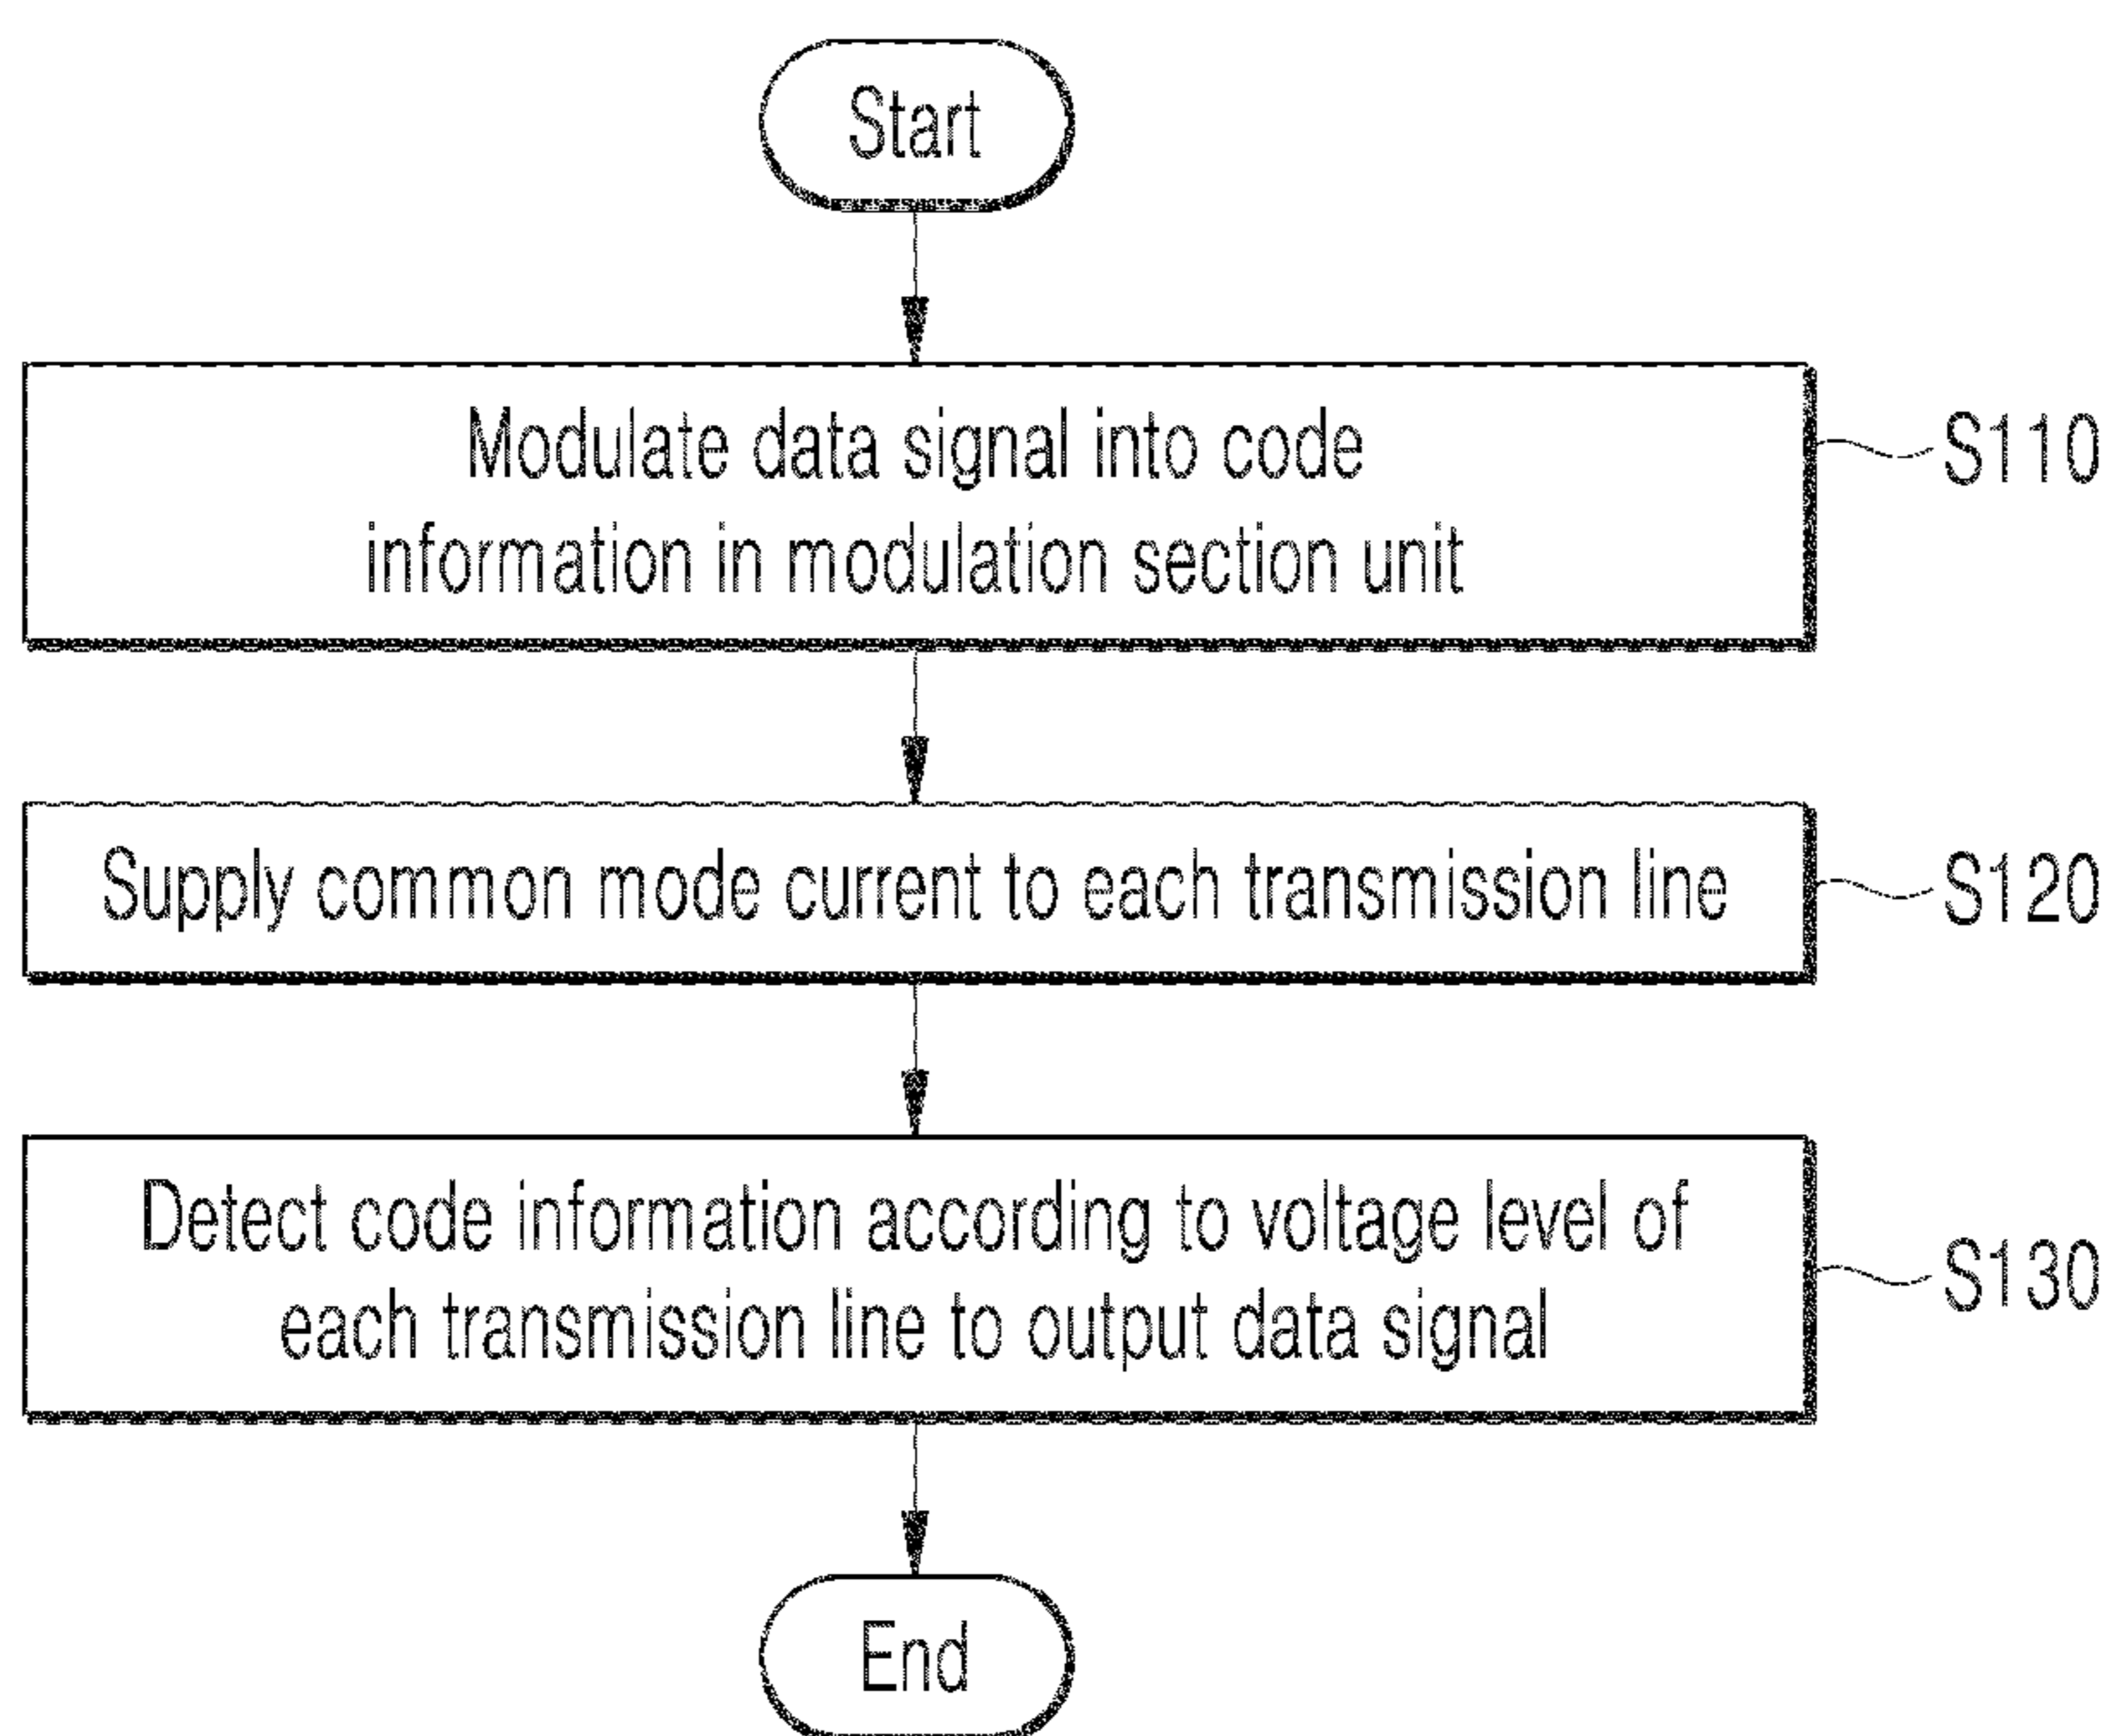 Start
Modulate data signal into code
information in modulation section unit
S110
Supply common mode current to each transmission line
S120
Detect code information according to voltage level of
each transmission line to output data signal
S130
End